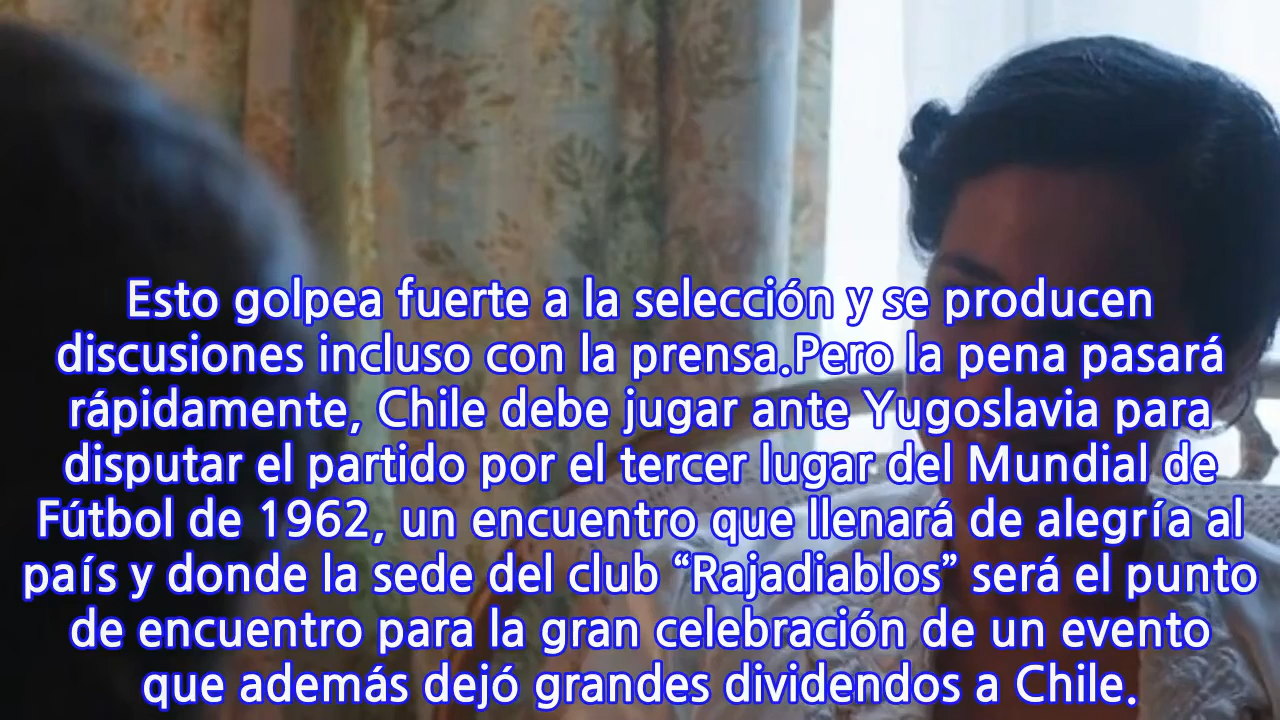 Esto golpea fuerte a la selección y se producen
discusiones incluso con la prensa.Pero la pena pasará
rápidamente, Chile debe jugar ante Yugoslavia para
disputar el partido por el tercer lugar del Mundial de
Fútbol de 1962, un encuentro que llenará de alegría al
país y donde la sede del club “Rajadiablos” será el punto
de encuentro para la gran celebración de un evento
que además dejó grandes dividendos a Chile.